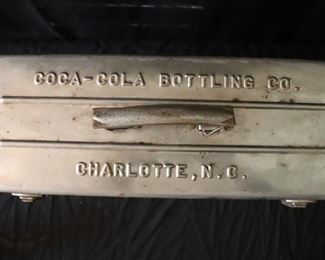 COCA-COLA BOTTLING CO.
CHARLOTTE, N.C.